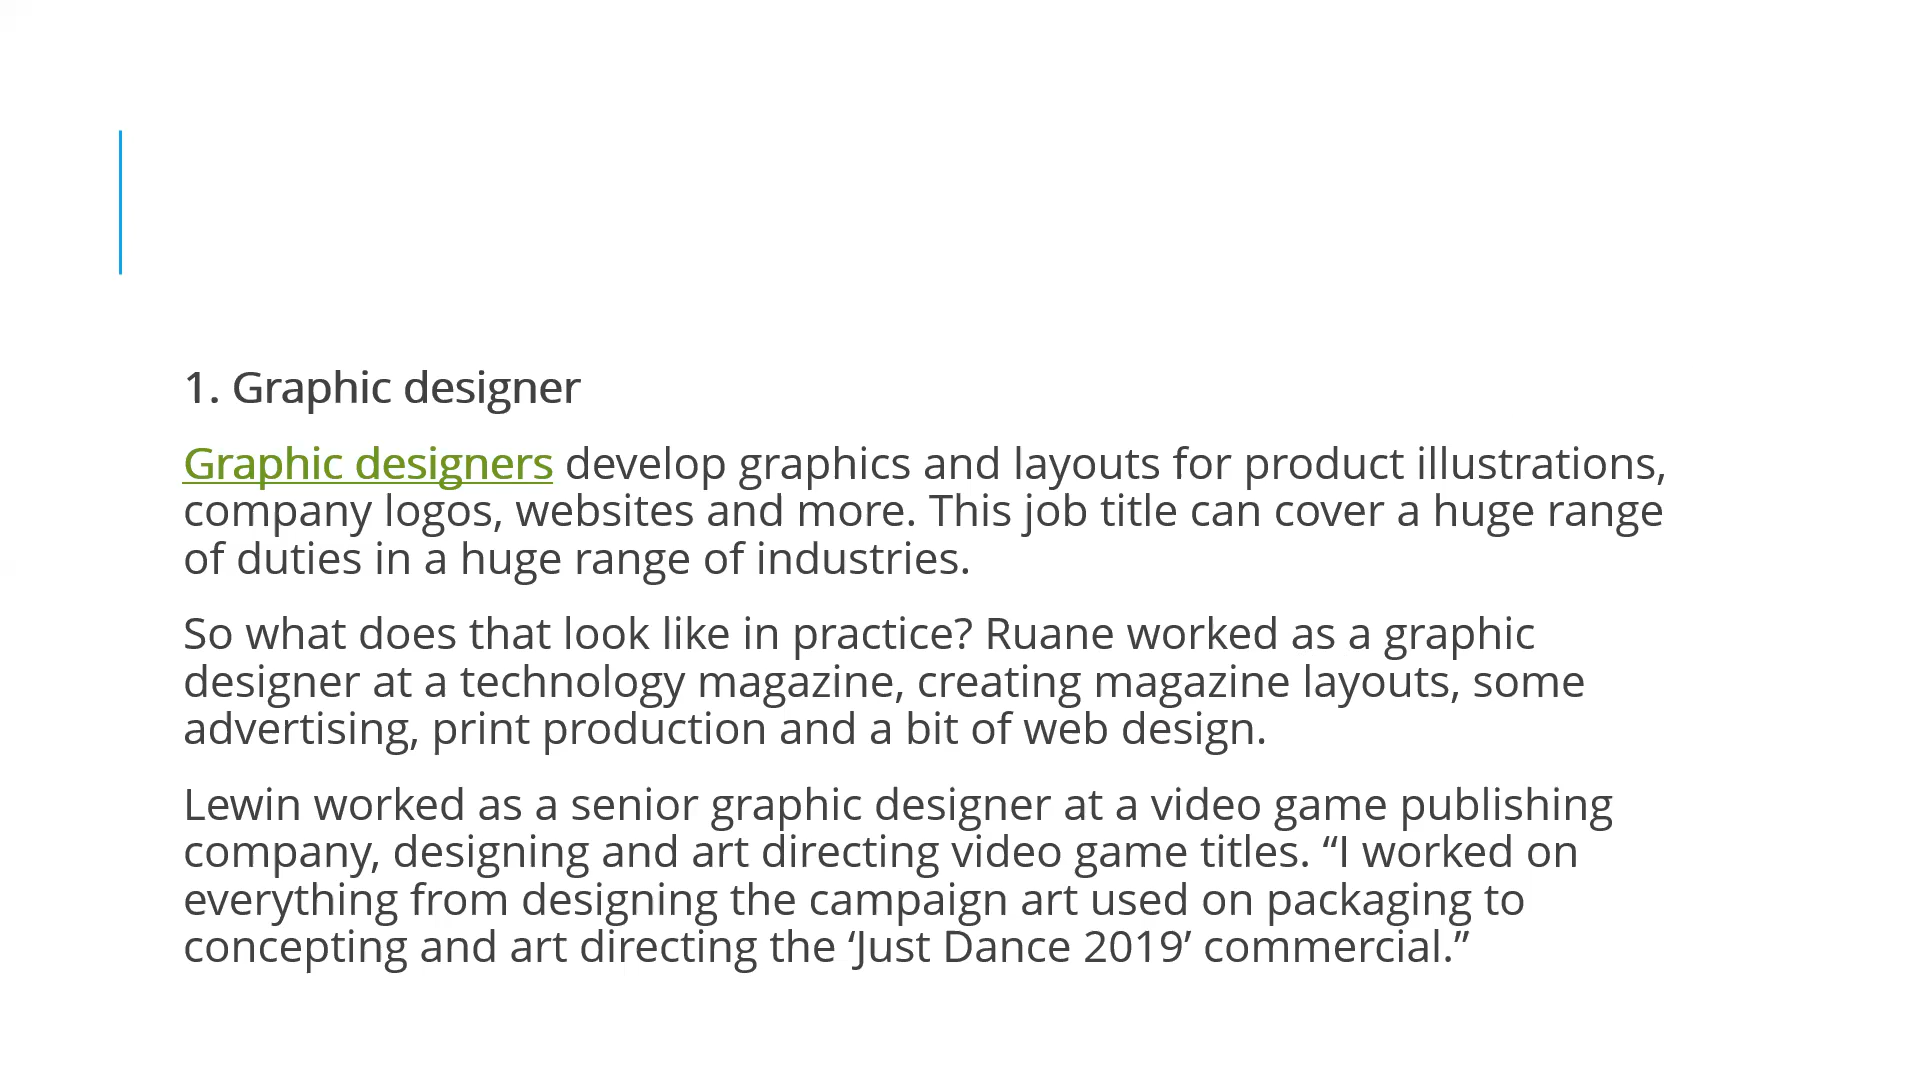 1. Graphic designer
Graphic designers develop graphics and layouts for product illustrations,
company logos, websites and more. This job title can cover a huge range
of duties in a huge range of industries.
So what does that look like in practice? Ruane worked as a graphic
designer at a technology magazine, creating magazine layouts, some
advertising, print production and a bit of web design.
Lewin worked as a senior graphic designer at a video game publishing
company, designing and art directing video game titles. “I worked on
everything from designing the campaign art used on packaging to
concepting and art directing the ‘Just Dance 2019’ commercial.”